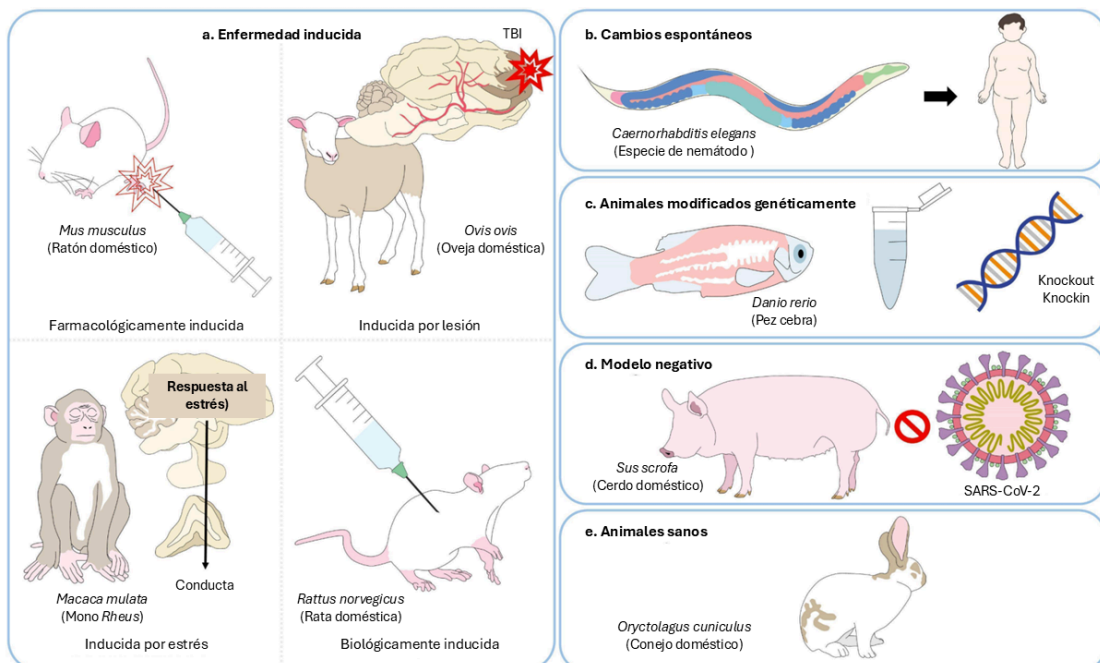 a. Enfermedad inducida
TBI
Mus musculus
(Ratón doméstico)
Ovis ovis
(Oveja doméstica)
Farmacológicamente inducida
Inducida por lesión
Respuesta al
estrés)
Conducta
Macaca mulata
(Mono Rheus)
Rattus norvegicus
(Rata doméstica)
Inducida por estrés
Biológicamente inducida
b. Cambios espontáneos
Caernorhabditis elegans
(Especie de nemátodo )
c. Animales modificados genéticamente
Danio rerio
(Pez cebra)
Knockout
Knockin
d. Modelo negativo
Sus scrofa
(Cerdo doméstico)
SARS-CoV-2
e. Animales sanos
Oryctolagus cuniculus
(Conejo doméstico)